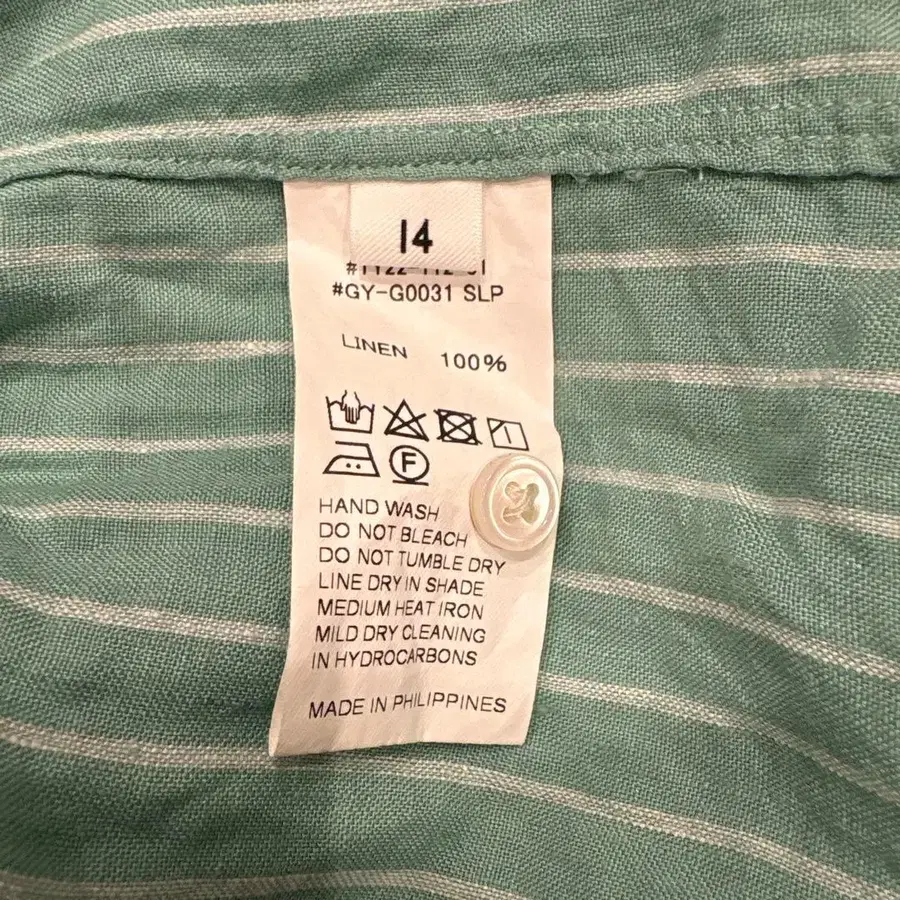 14
#GY-G0031 SLP
LINEN 100%
F
HAND WASH
DO NOT BLEACH
DO NOT TUMBLE DRY
LINE DRY IN SHADE
MEDIUM HEAT IRON
MILD DRY CLEANING
IN HYDROCARBONS
MADE IN PHILIPPINES